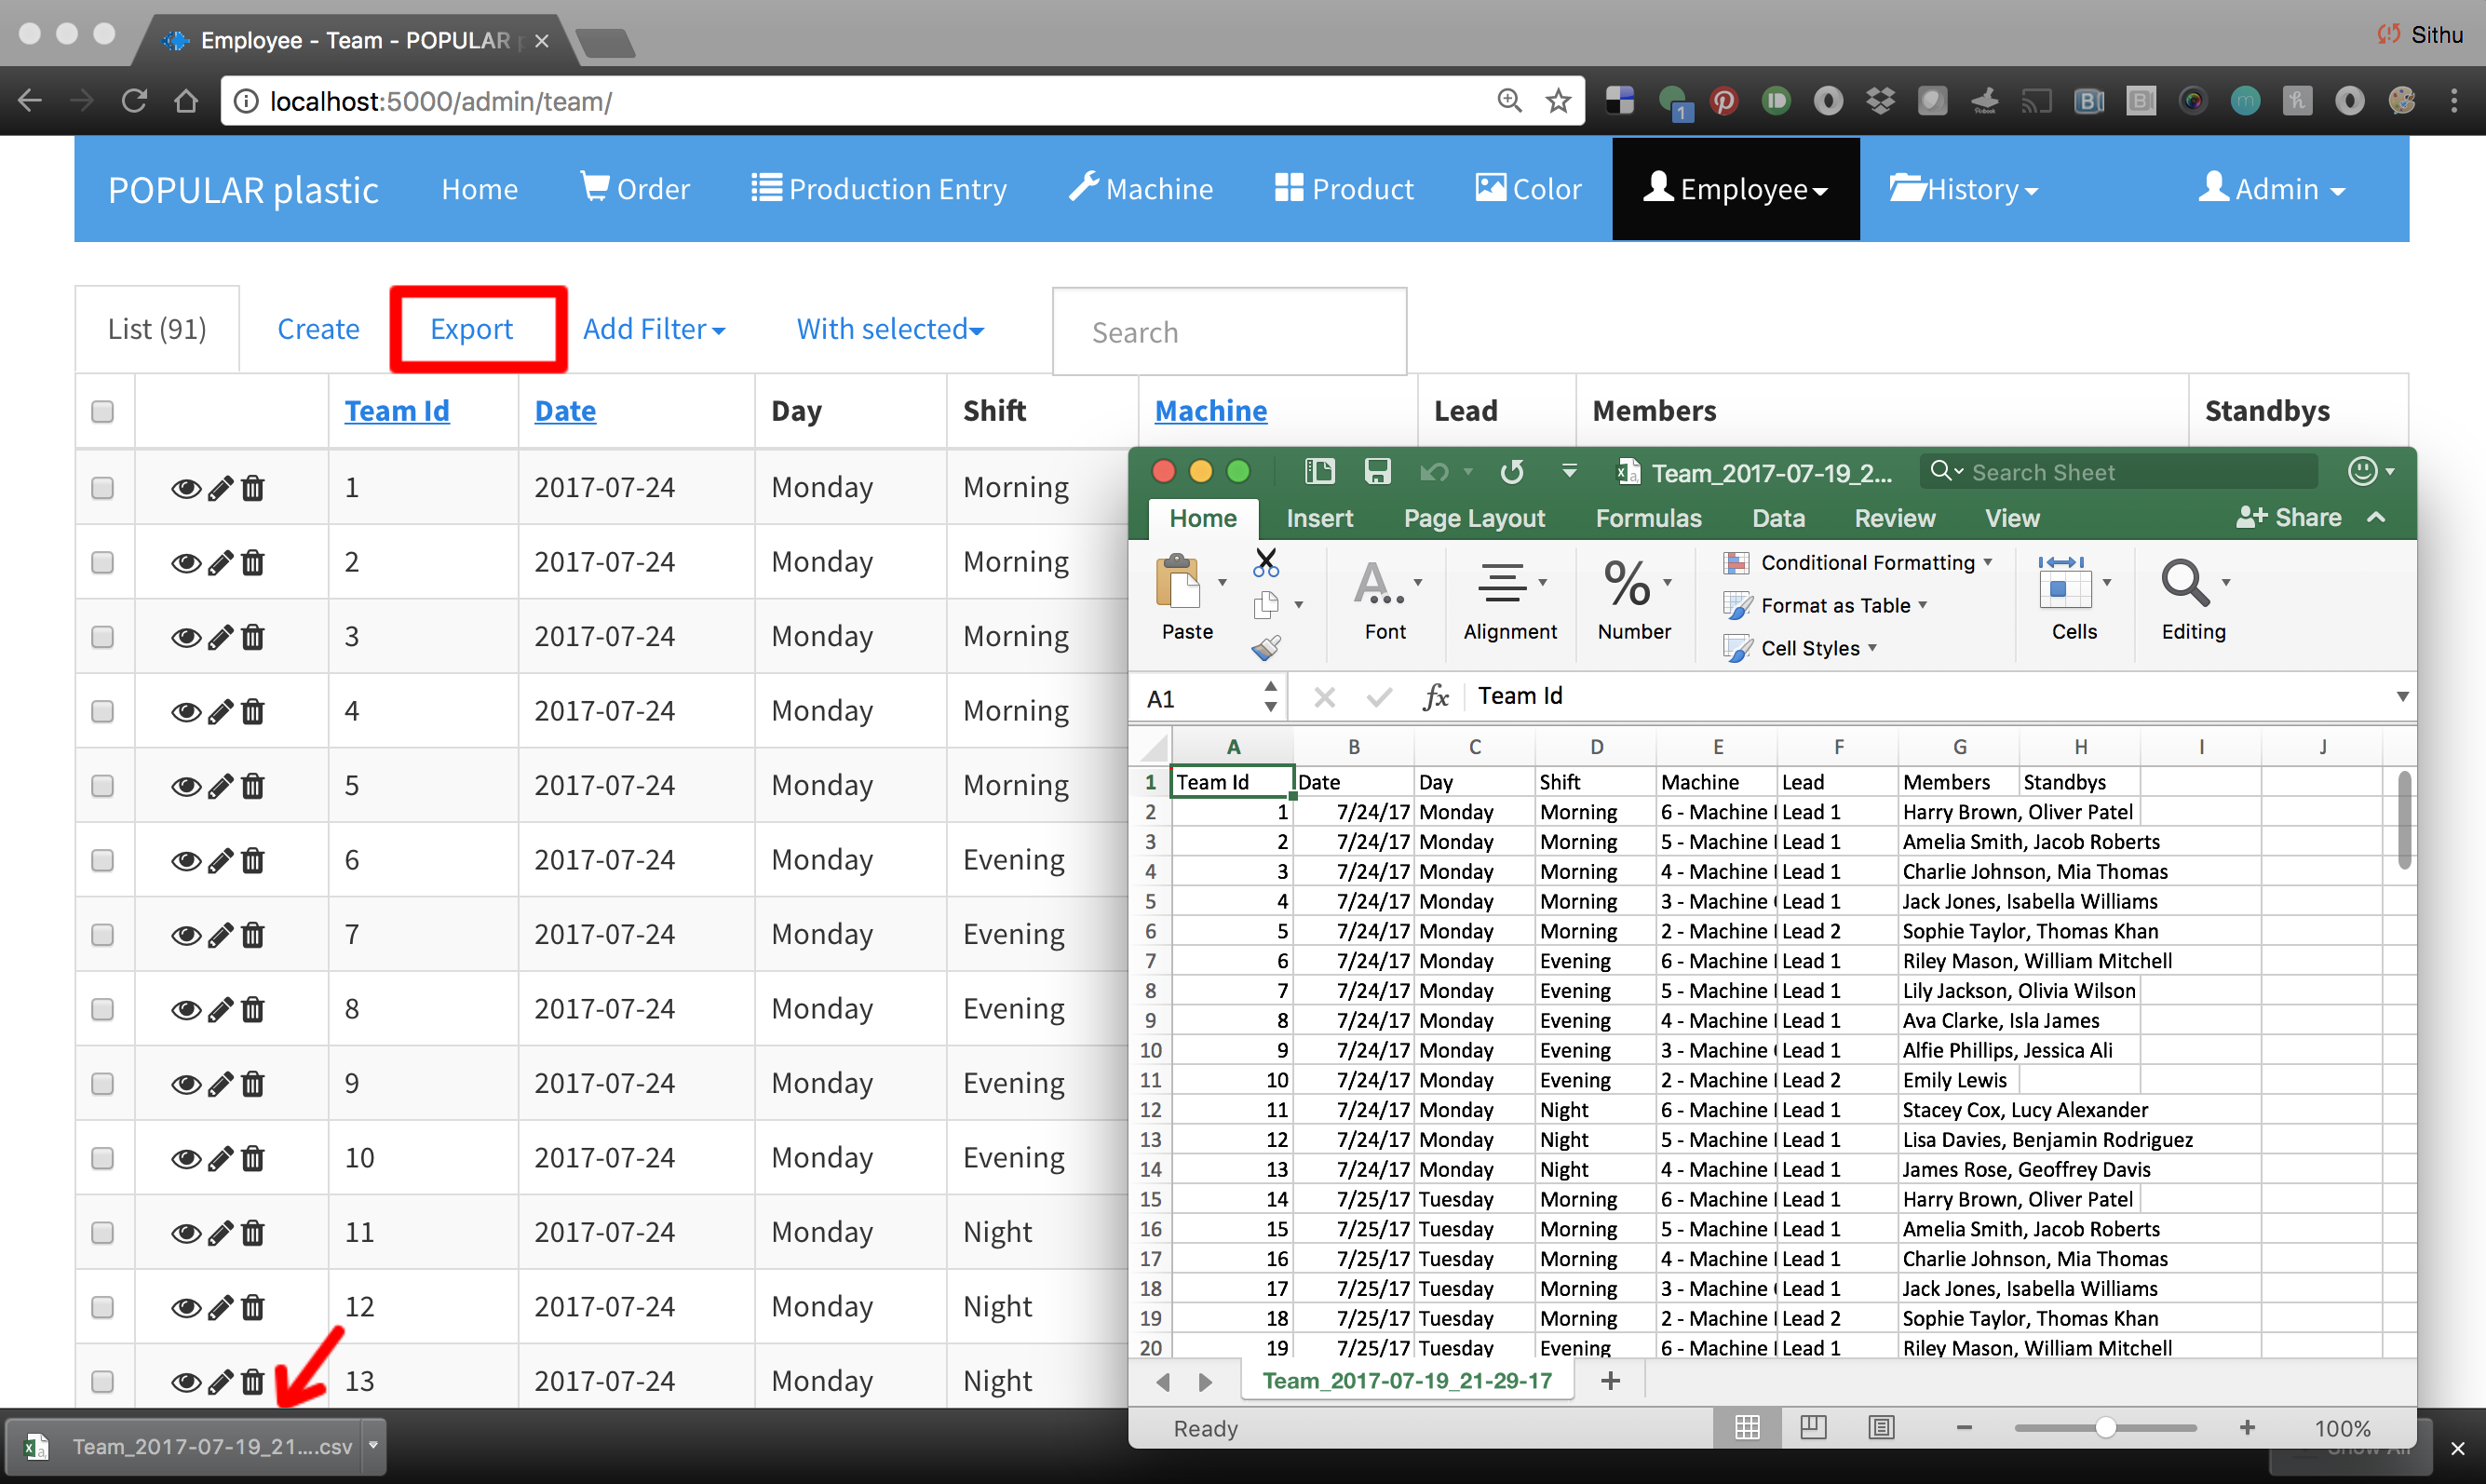 Employee - Team - POPULAR
Sithu
localhost:5000/admin/team/
1
POPULAR plastic Home Order Production Entry Machine Product Color Employee History Admin
List (91) Create Export Add Filter With selected Search
Team Id Date Day Shift Machine Lead Members Standbys
1 2017-07-24 Monday Morning
2 2017-07-24 Monday Morning
3 2017-07-24 Monday Morning
4 2017-07-24 Monday Morning
5 2017-07-24 Monday Morning
6 2017-07-24 Monday Evening
7 2017-07-24 Monday Evening
8 2017-07-24 Monday Evening
9 2017-07-24 Monday Evening
10 2017-07-24 Monday Evening
11 2017-07-24 Monday Night
12 2017-07-24 Monday Night
13 2017-07-24 Monday Night
Team_2017-07-19_21....csv
Team_2017-07-19_2... Search Sheet
Home Insert Page Layout Formulas Data Review View Share
Paste Font Alignment % Number Conditional Formatting Format as Table Cell Styles Cells Editing
A1 fx Team Id
A B C D E F G H I J
1 Team Id Date Day Shift Machine Lead Members Standbys
2 1 7/24/17 Monday Morning 6 - Machine Lead 1 Harry Brown, Oliver Patel
3 2 7/24/17 Monday Morning 5 - Machine Lead 1 Amelia Smith, Jacob Roberts
4 3 7/24/17 Monday Morning 4 - Machine Lead 1 Charlie Johnson, Mia Thomas
5 4 7/24/17 Monday Morning 3 - Machine Lead 1 Jack Jones, Isabella Williams
6 5 7/24/17 Monday Morning 2 - Machine Lead 2 Sophie Taylor, Thomas Khan
7 6 7/24/17 Monday Evening 6 - Machine Lead 1 Riley Mason, William Mitchell
8 7 7/24/17 Monday Evening 5 - Machine Lead 1 Lily Jackson, Olivia Wilson
9 8 7/24/17 Monday Evening 4 - Machine Lead 1 Ava Clarke, Isla James
10 9 7/24/17 Monday Evening 3 - Machine Lead 1 Alfie Phillips, Jessica Ali
11 10 7/24/17 Monday Evening 2 - Machine Lead 2 Emily Lewis
12 11 7/24/17 Monday Night 6 - Machine Lead 1 Stacey Cox, Lucy Alexander
13 12 7/24/17 Monday Night 5 - Machine Lead 1 Lisa Davies, Benjamin Rodriguez
14 13 7/24/17 Monday Night 4 - Machine Lead 1 James Rose, Geoffrey Davis
15 14 7/25/17 Tuesday Morning 6 - Machine Lead 1 Harry Brown, Oliver Patel
16 15 7/25/17 Tuesday Morning 5 - Machine Lead 1 Amelia Smith, Jacob Roberts
17 16 7/25/17 Tuesday Morning 4 - Machine Lead 1 Charlie Johnson, Mia Thomas
18 17 7/25/17 Tuesday Morning 3 - Machine Lead 1 Jack Jones, Isabella Williams
19 18 7/25/17 Tuesday Morning 2 - Machine Lead 2 Sophie Taylor, Thomas Khan
20 19 7/25/17 Tuesday Evening 6 - Machine Lead 1 Riley Mason, William Mitchell
Team_2017-07-19_21-29-17
Ready 100%